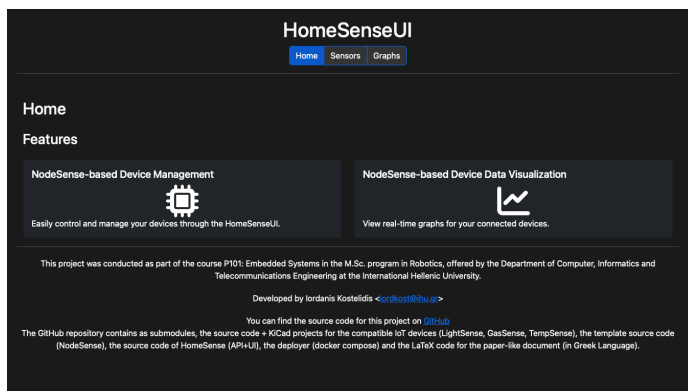 HomeSenseUI
Home Sensors Graphs
Home
Features
NodeSense-based Device Management
Easily control and manage your devices through the HomeSenseUI.
NodeSense-based Device Data Visualization
View real-time graphs for your connected devices.
This project was conducted as part of the course P101: Embedded Systems in the M.Sc. program in Robotics, offered by the Department of Computer, Informatics and
Telecommunications Engineering at the International Hellenic University.
Developed by Iordanis Kostelidis <iordkost@ihu.gr>
You can find the source code for this project on GitHub
The GitHub repository contains as submodules, the source code + KiCad projects for the compatible IoT devices (LightSense, GasSense, TempSense), the template source code
(NodeSense), the source code of HomeSense (API+UI), the deployer (docker compose) and the LaTeX code for the paper-like document (in Greek Language).